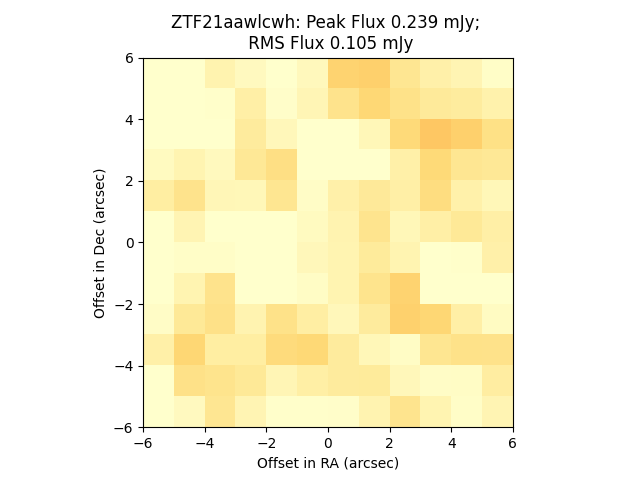 ZTF21aawlcwh: Peak Flux 0.239 mJy;
RMS Flux 0.105 mJy
6
4
2
0
−2
−4
−6
Offset in Dec (arcsec)
−6 −4 −2 0 2 4 6
Offset in RA (arcsec)